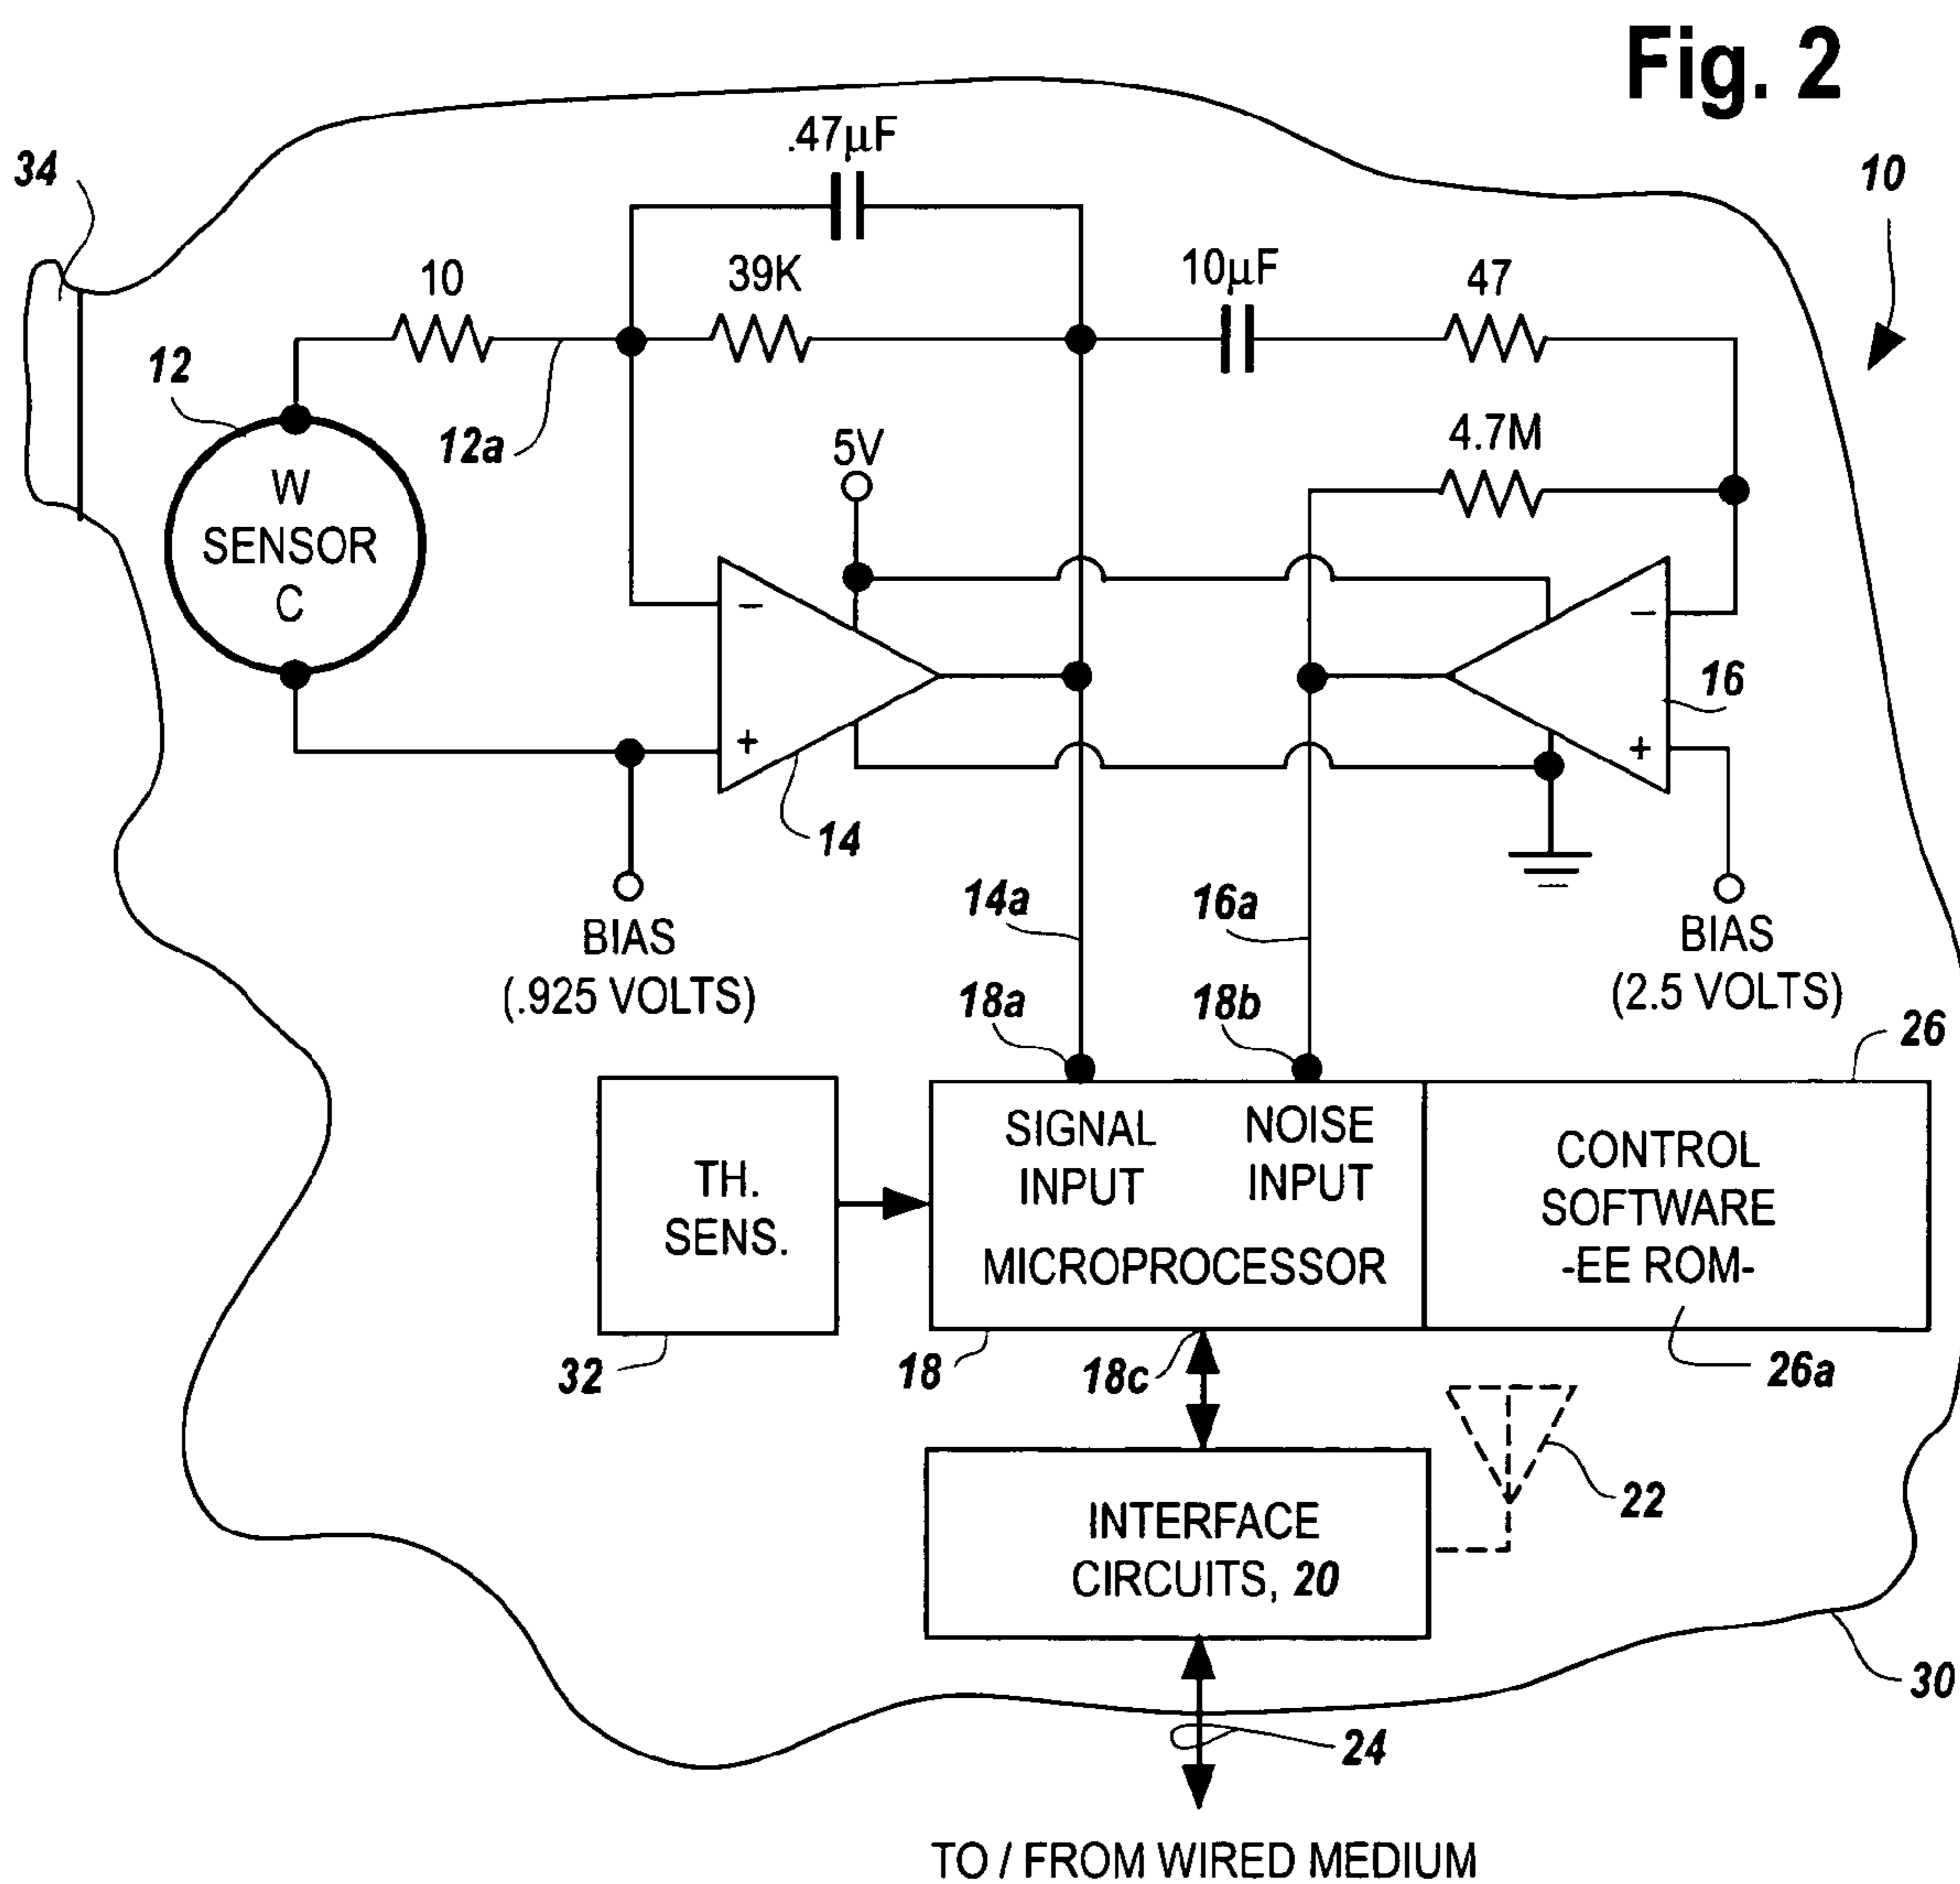 Fig. 2
.47µF
34
10
10
39K
10µF
47
12
12a
4.7M
5V
W
SENSOR
C
−
−
16
+
+
14
BIAS
(.925 VOLTS)
14a
16a
BIAS
(2.5 VOLTS)
18a
18b
26
SIGNAL
INPUT
NOISE
INPUT
MICROPROCESSOR
CONTROL
SOFTWARE
-EE ROM-
TH.
SENS.
32
18
18c
26a
22
INTERFACE
CIRCUITS, 20
30
24
TO / FROM WIRED MEDIUM